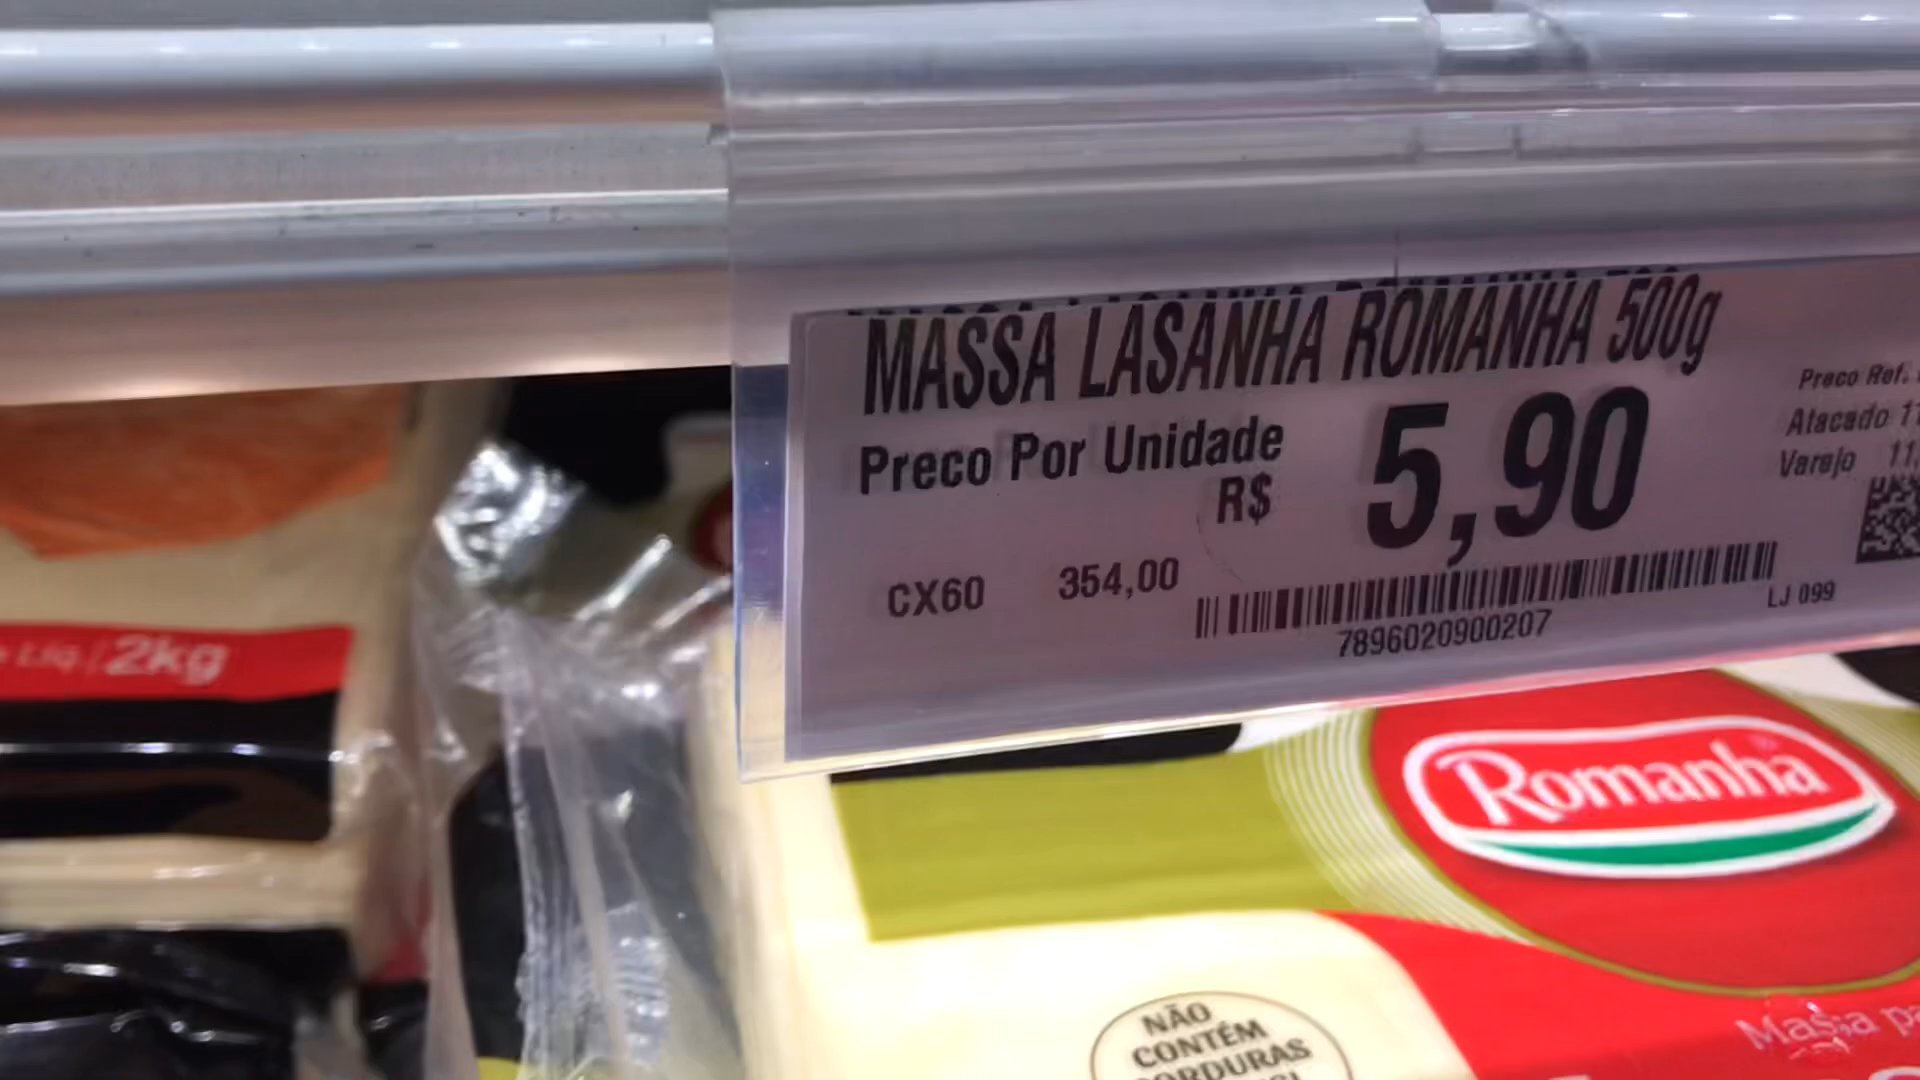 MASSA LASANHA ROMANHA 500g
Preco Por Unidade
R$ 5,90
Preco Ref.
Atacado
Varejo
CX60 354,00
7896020900207
LJ 099
Liq 2kg
Romanha
NÃO
CONTÉM
Massa